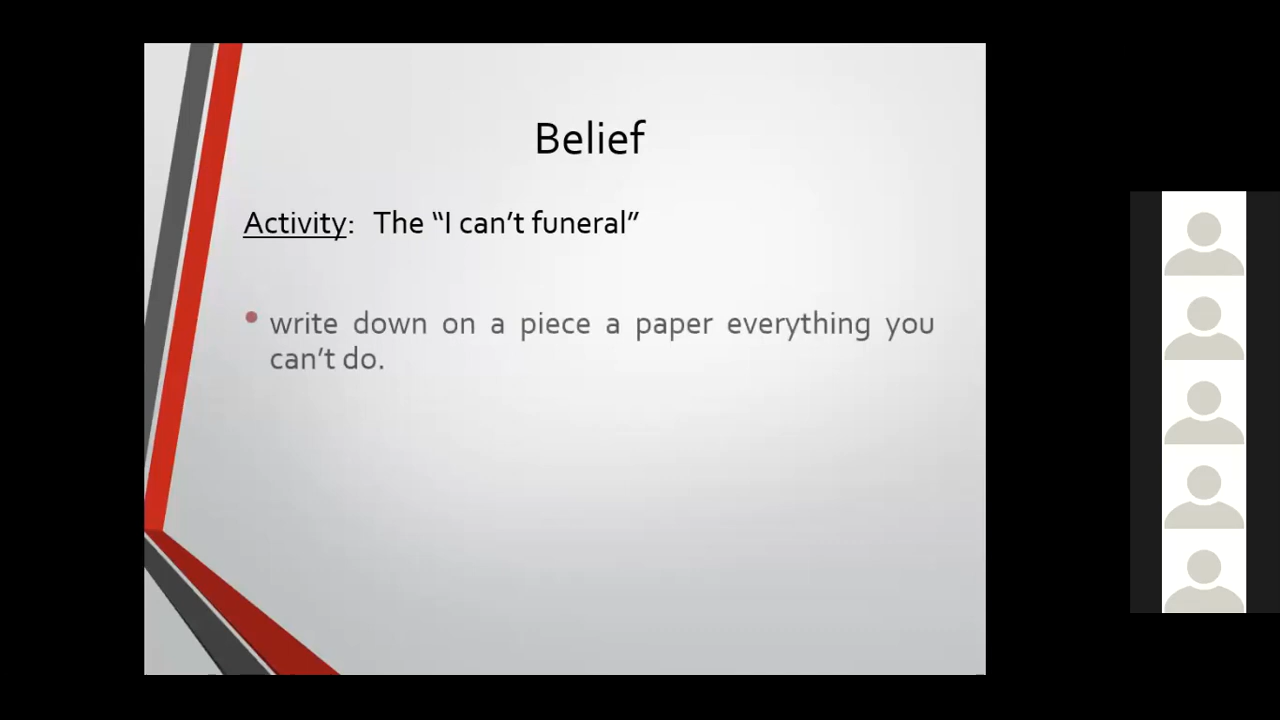 Belief
Activity: The “I can’t funeral”
• write down on a piece a paper everything you
can’t do.